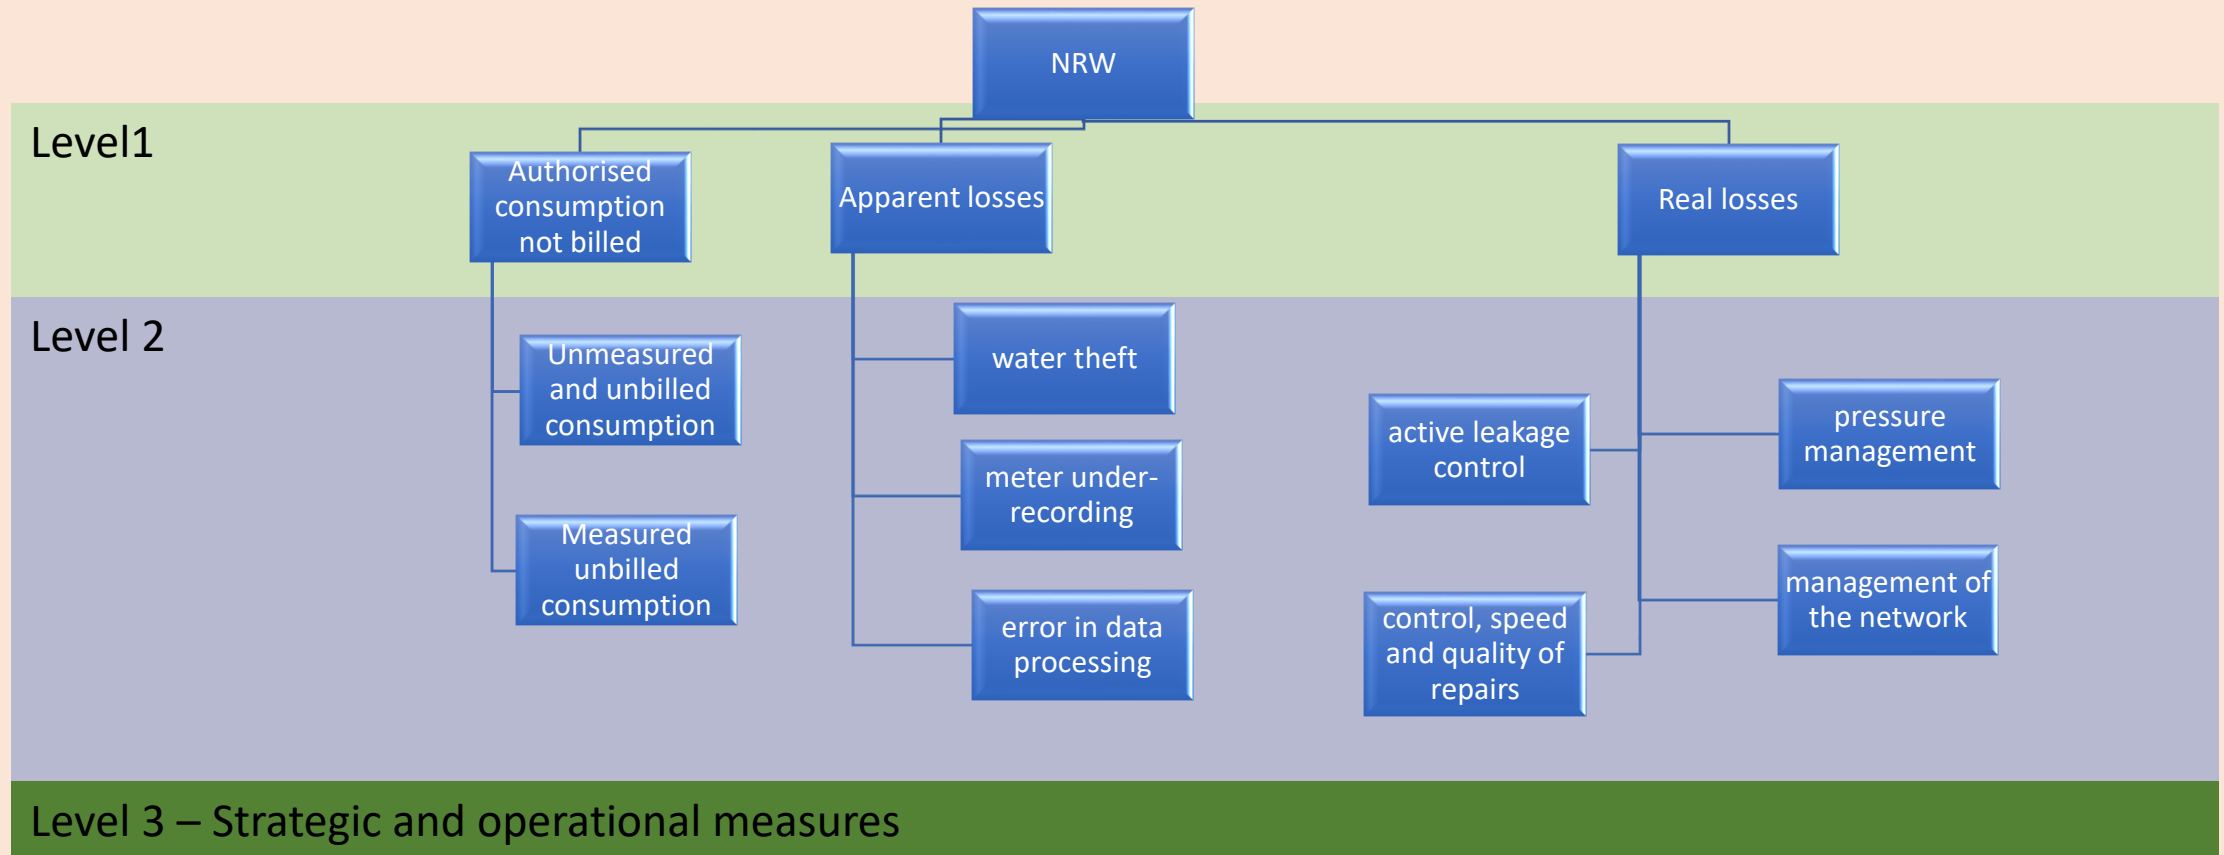 NRW
Level1
Authorised
consumption
not billed
Apparent losses
Real losses
Level 2
Unmeasured
and unbilled
consumption
Measured
unbilled
consumption
water theft
meter under-
recording
error in data
processing
active leakage
control
control, speed
and quality of
repairs
pressure
management
management of
the network
Level 3 – Strategic and operational measures